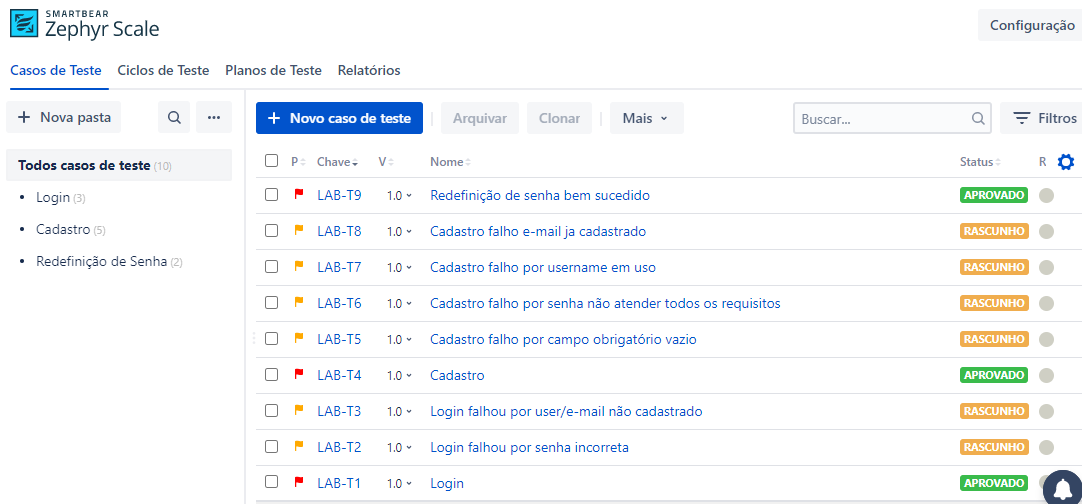 SMARTBEAR
Zephyr Scale
Configuração
Casos de Teste Ciclos de Teste Planos de Teste Relatórios
+ Nova pasta
+ Novo caso de teste Arquivar Clonar Mais Buscar... Filtros
Todos casos de teste (10)
Login (3)
Cadastro (5)
Redefinição de Senha (2)
P Chave V Nome Status R
LAB-T9 1.0 Redefinição de senha bem sucedido APROVADO
LAB-T8 1.0 Cadastro falho e-mail ja cadastrado RASCUNHO
LAB-T7 1.0 Cadastro falho por username em uso RASCUNHO
LAB-T6 1.0 Cadastro falho por senha não atender todos os requisitos RASCUNHO
LAB-T5 1.0 Cadastro falho por campo obrigatório vazio RASCUNHO
LAB-T4 1.0 Cadastro APROVADO
LAB-T3 1.0 Login falhou por user/e-mail não cadastrado RASCUNHO
LAB-T2 1.0 Login falhou por senha incorreta RASCUNHO
LAB-T1 1.0 Login APROVADO